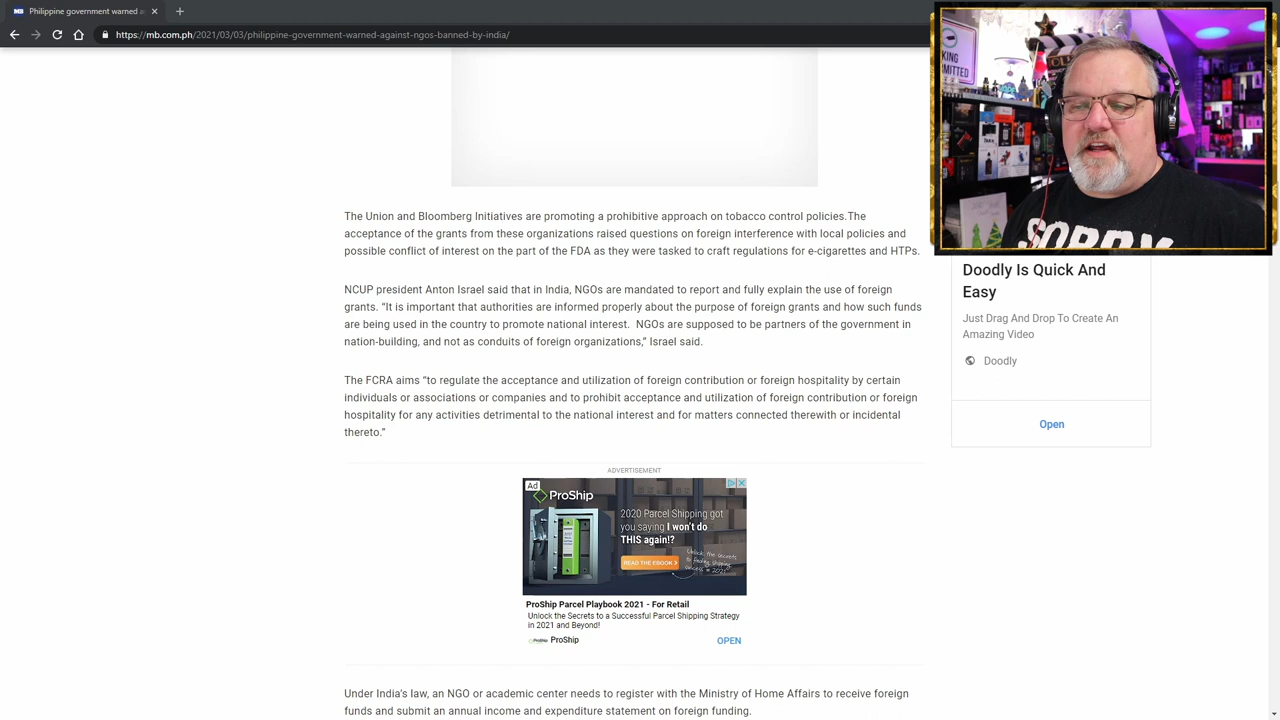 MB Philippine government warned a
https://mb.com.ph/2021/03/03/philippine-government-warned-against-ngos-banned-by-india/
The Union and Bloomberg Initiatives are promoting a prohibitive approach on tobacco control policies.The
acceptance of the grants from these organizations raised questions on foreign interference with local policies and
possible conflict of interest on the part of the FDA as they were tasked to craft regulations for e-cigarettes and HTPs.
NCUP president Anton Israel said that in India, NGOs are mandated to report and fully explain the use of foreign
grants. “It is important that authorities are informed properly about the purpose of foreign grants and how such funds
are being used in the country to promote national interest.  NGOs are supposed to be partners of the government in
nation-building, and not as conduits of foreign organizations,” Israel said.
The FCRA aims “to regulate the acceptance and utilization of foreign contribution or foreign hospitality by certain
individuals or associations or companies and to prohibit acceptance and utilization of foreign contribution or foreign
hospitality for any activities detrimental to the national interest and for matters connected therewith or incidental
thereto.”
ADVERTISEMENT
Ad
ProShip
2020 Parcel Shipping got
you saying I won't do
THIS again!?
READ THE EBOOK >
Unlock the secrets
to
shipping
success in 2021
ProShip Parcel Playbook 2021 - For Retail
Unlock the Secrets to a Successful Parcel Shipping Strategy
in 2021 and Beyond!
ProShip
OPEN
Under India’s law, an NGO or academic center needs to register with the Ministry of Home Affairs to receive foreign
funds and submit an annual income and expenditure statement on foreign funding.
KING
MITTED
SORRY
Doodly Is Quick And
Easy
Just Drag And Drop To Create An
Amazing Video
Doodly
Open